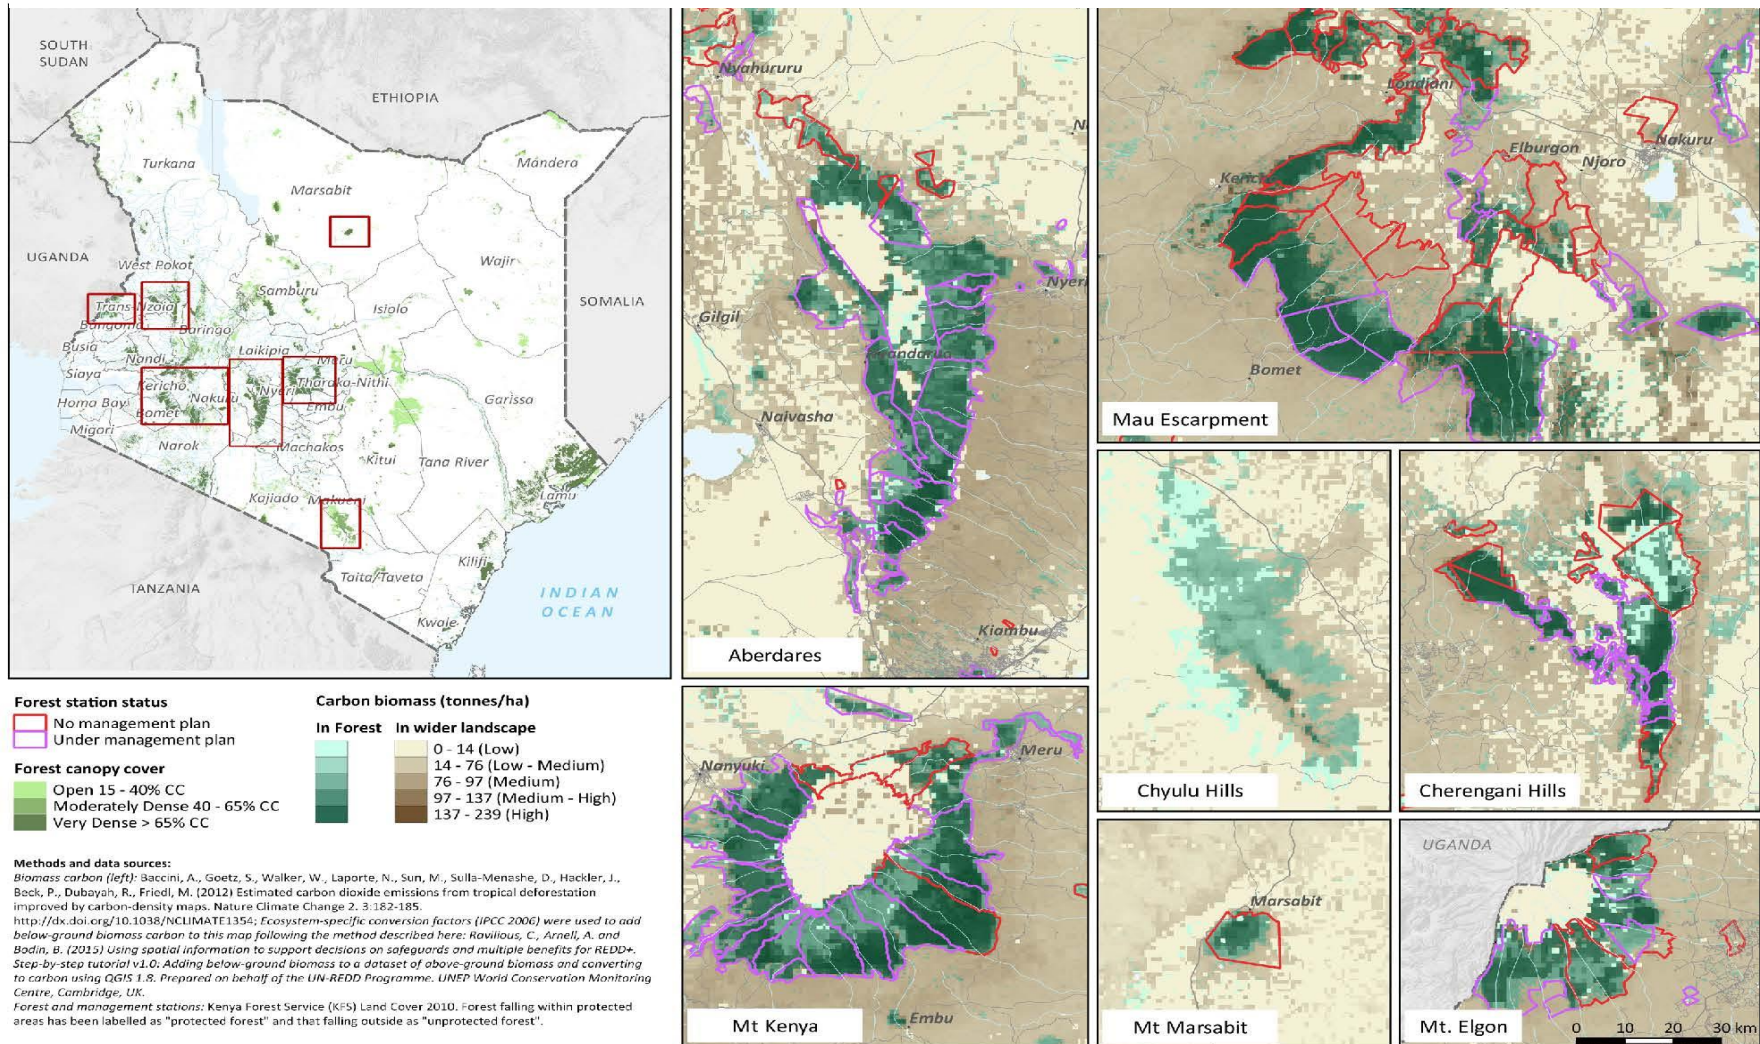 SOUTH
SUDAN
ETHIOPIA
Turkana
Mandera
Marsabit
UGANDA
West Pokot
Wajir
Samburu
SOMALIA
Trans-Nzoia
Isiolo
Bungoma
Baringo
Busia
Laikipia
Nandi
Meru
Siaya
Kericho
Nyeri
Tharaka-Nithi
Nakuru
Garissa
Homa Bay
Bomet
Embu
Migori
Narok
Machakos
Kitui
Tana River
Kajiado
Makueni
Lamu
Kilifi
TANZANIA
Taita/Taveta
INDIAN
OCEAN
Kwale
Forest station status
No management plan
Under management plan
Forest canopy cover
Open 15 - 40% CC
Moderately Dense 40 - 65% CC
Very Dense > 65% CC
Carbon biomass (tonnes/ha)
In Forest
In wider landscape
0 - 14 (Low)
14 - 76 (Low - Medium)
76 - 97 (Medium)
97 - 137 (Medium - High)
137 - 239 (High)
Methods and data sources:
Biomass carbon (left): Baccini, A., Goetz, S., Walker, W., Laporte, N., Sun, M., Sulla-Menashe, D., Hackler, J.,
Beck, P., Dubayah, R., Friedl, M. (2012) Estimated carbon dioxide emissions from tropical deforestation
improved by carbon-density maps. Nature Climate Change 2. 3:182-185.
http://dx.doi.org/10.1038/NCLIMATE1354; Ecosystem-specific conversion factors (IPCC 2006) were used to add
below-ground biomass carbon to this map following the method described here: Ravilious, C., Arnell, A. and
Bodin, B. (2015) Using spatial information to support decisions on safeguards and multiple benefits for REDD+.
Step-by-step tutorial v1.0: Adding below-ground biomass to a dataset of above-ground biomass and converting
to carbon using QGIS 1.8. Prepared on behalf of the UN-REDD Programme. UNEP World Conservation Monitoring
Centre, Cambridge, UK.
Forest and management stations: Kenya Forest Service (KFS) Land Cover 2010. Forest falling within protected
areas has been labelled as "protected forest" and that falling outside as "unprotected forest".
Nyahururu
Nyeri
Gilgil
Naivasha
Kiambu
Aberdares
Londiani
Elburgon
Njoro
Nakuru
Kericho
Bomet
Mau Escarpment
Chyulu Hills
Cherengani Hills
Nanyuki
Meru
Embu
Mt Kenya
Marsabit
Mt Marsabit
UGANDA
Mt. Elgon
0 10 20 30 km